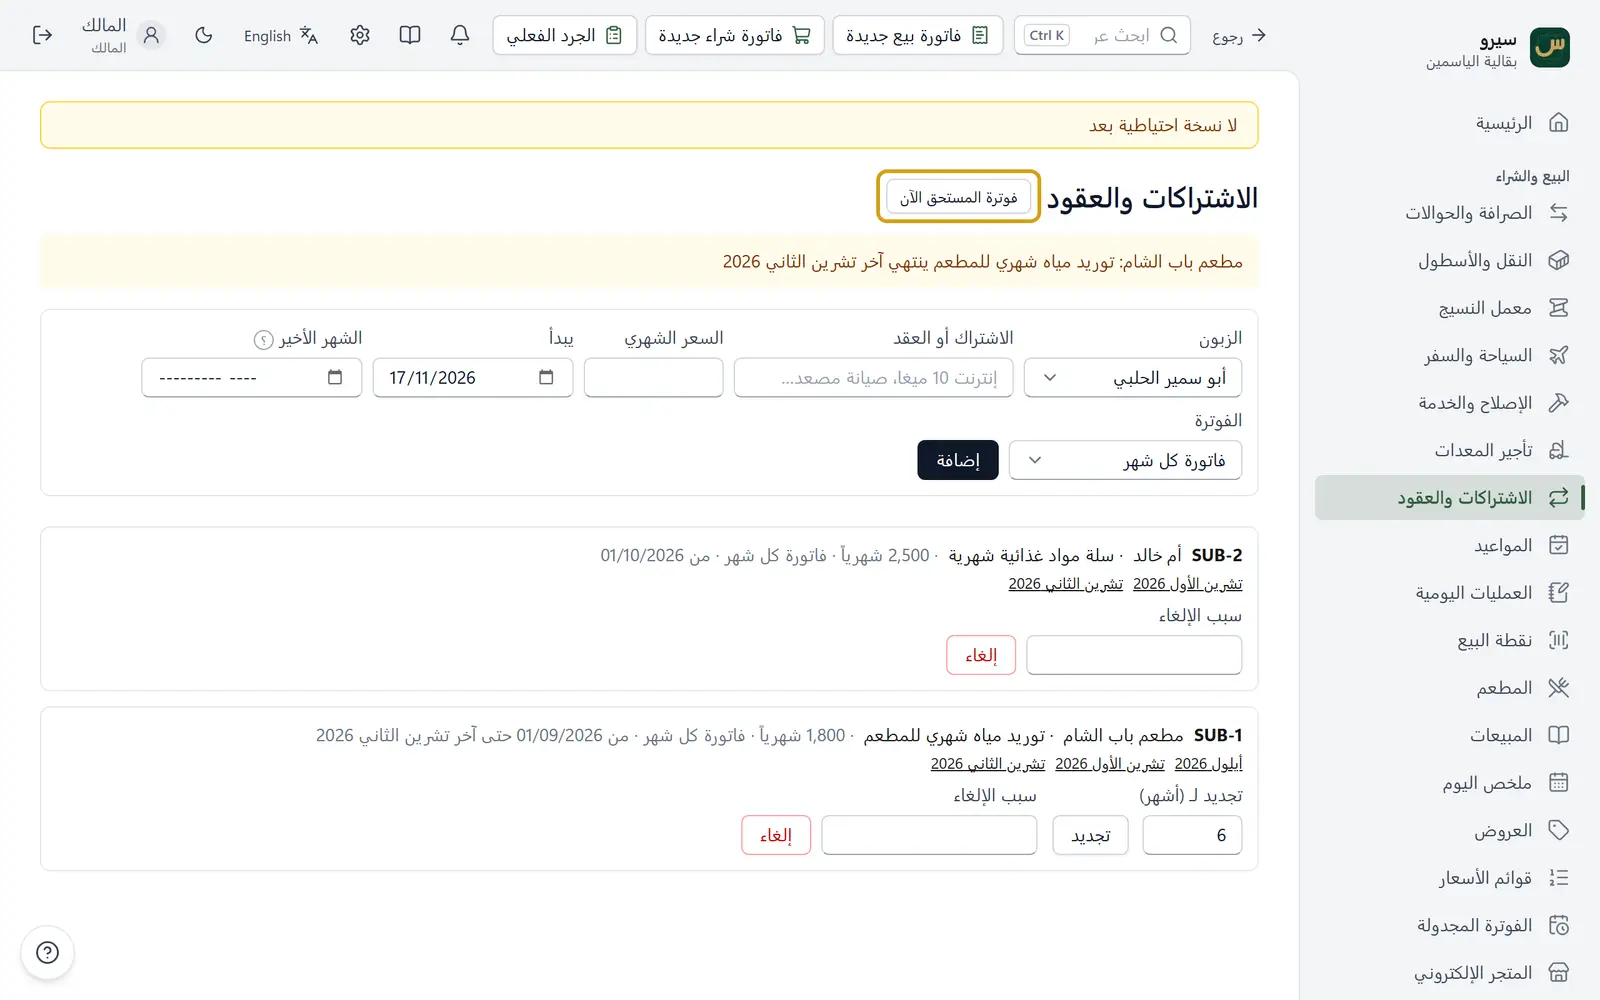 سيرو
بقالية الياسمين
رجوع
ابحث عر
Ctrl K
فاتورة بيع جديدة
فاتورة شراء جديدة
الجرد الفعلي
English
المالك
المالك
الرئيسية
البيع والشراء
الصرافة والحوالات
النقل والأسطول
معمل النسيج
السياحة والسفر
الإصلاح والخدمة
تأجير المعدات
الاشتراكات والعقود
المواعيد
العمليات اليومية
نقطة البيع
المطعم
المبيعات
ملخص اليوم
العروض
قوائم الأسعار
الفوترة المجدولة
المتجر الإلكتروني
لا نسخة احتياطية بعد
الاشتراكات والعقود
فوترة المستحق الآن
مطعم باب الشام: توريد مياه شهري للمطعم ينتهي آخر تشرين الثاني 2026
الزبون
الاشتراك أو العقد
السعر الشهري
يبدأ
الشهر الأخير ؟
أبو سمير الحلبي
إنترنت 10 ميغا، صيانة مصعد...
17/11/2026
--------- ----
الفوترة
فاتورة كل شهر
إضافة
SUB-2 أم خالد · سلة مواد غذائية شهرية · 2,500 شهرياً · فاتورة كل شهر · من 01/10/2026
تشرين الأول 2026 تشرين الثاني 2026
سبب الإلغاء
إلغاء
SUB-1 مطعم باب الشام · توريد مياه شهري للمطعم · 1,800 شهرياً · فاتورة كل شهر · من 01/09/2026 حتى آخر تشرين الثاني 2026
أيلول 2026 تشرين الأول 2026 تشرين الثاني 2026
تجديد لـ (أشهر)
سبب الإلغاء
6
تجديد
إلغاء